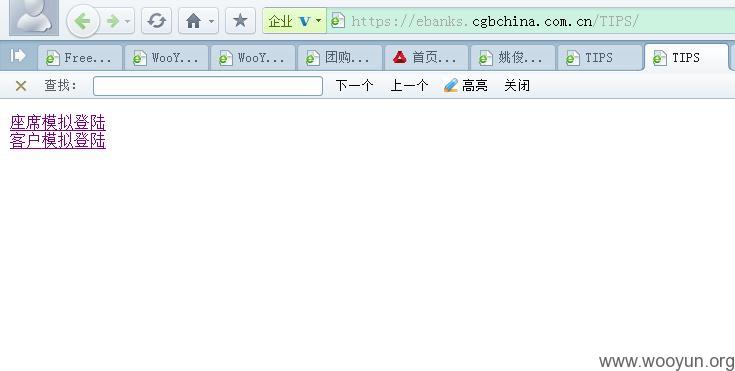 企业 V https://ebanks.cgbchina.com.cn/TIPS/
Free... WooY... WooY... 团购... 首页... 姚俊... TIPS TIPS
查找: 下一个 上一个 高亮 关闭
座席模拟登陆
客户模拟登陆
www.wooyun.org